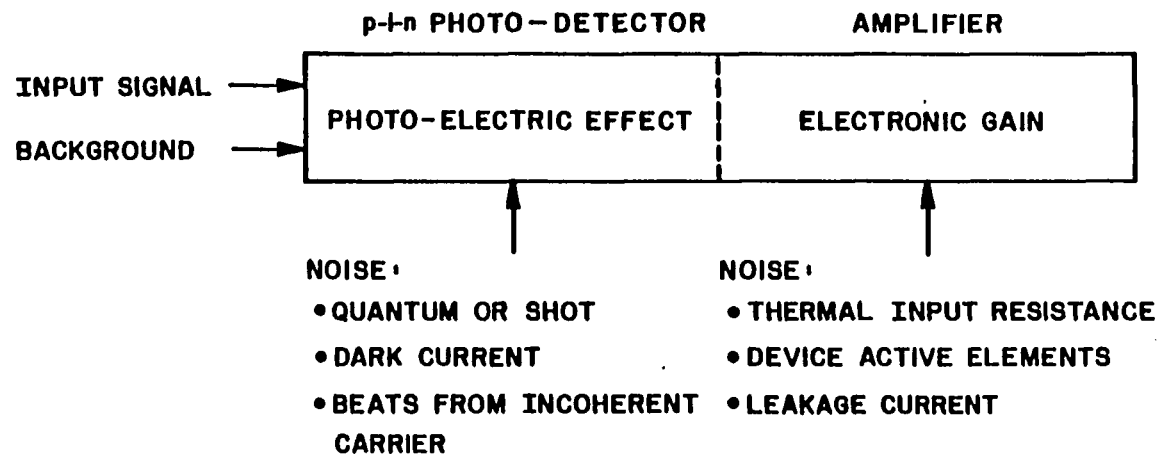 p-i-n PHOTO-DETECTOR
AMPLIFIER
INPUT SIGNAL
BACKGROUND
PHOTO-ELECTRIC EFFECT
ELECTRONIC GAIN
NOISE:
• QUANTUM OR SHOT
• DARK CURRENT
• BEATS FROM INCOHERENT
CARRIER
NOISE:
• THERMAL INPUT RESISTANCE
• DEVICE ACTIVE ELEMENTS
• LEAKAGE CURRENT